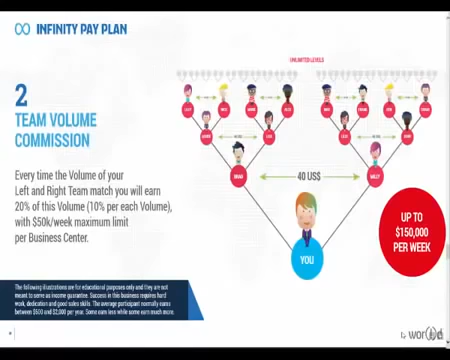 INFINITY PAY PLAN
UNLIMITED LEVELS
2
TEAM VOLUME
COMMISSION
Every time the Volume of your
Left and Right Team match you will earn
20% of this Volume (10% per each Volume),
with $50k/week maximum limit
per Business Center.
40 US$
YOU
UP TO
$150,000
PER WEEK
The following illustrations are for educational purposes only and they are not
meant to serve as income guarantee. Success in this business requires hard
work, dedication and good sales skills. The average participant normally earns
between $500 and $2,000 per year. Some earn less while some earn much more.
by wor(l)d